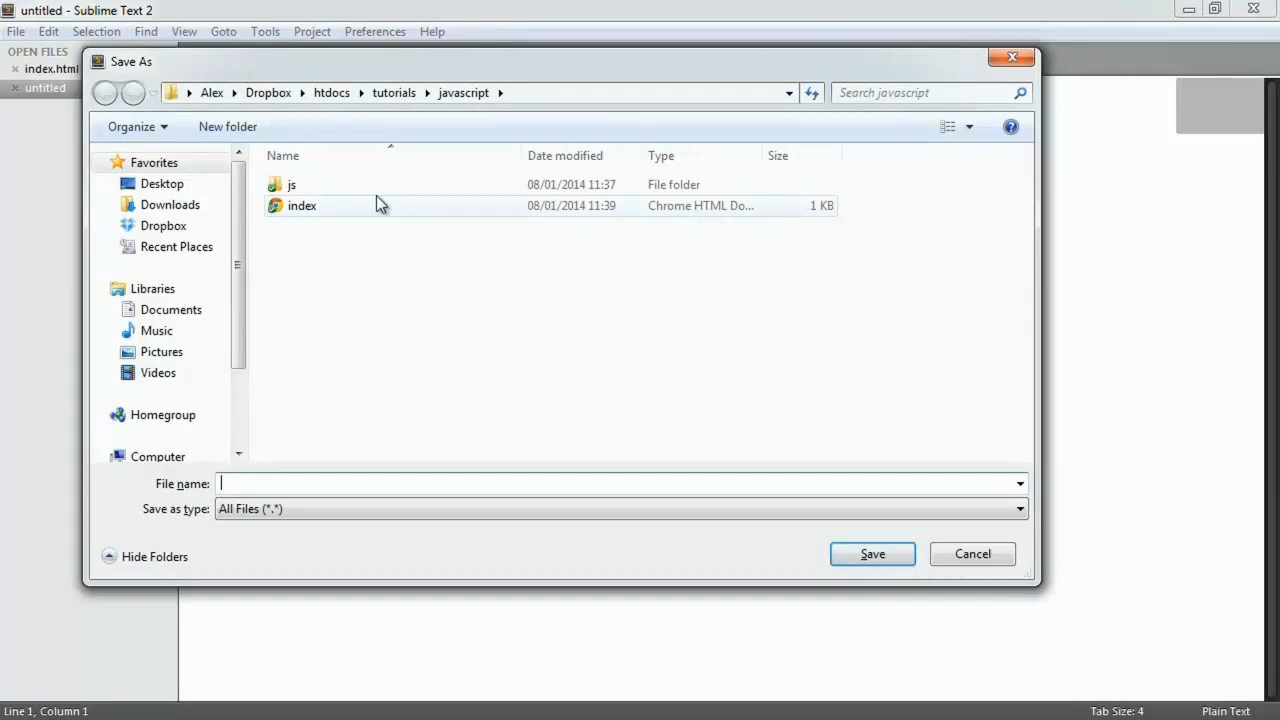 untitled - Sublime Text 2
File Edit Selection Find View Goto Tools Project Preferences Help
OPEN FILES
index.html
untitled
Save As
Alex Dropbox htdocs tutorials javascript
Search javascript
Organize New folder
Name Date modified Type Size
js 08/01/2014 11:37 File folder
index 08/01/2014 11:39 Chrome HTML Do... 1 KB
Favorites
Desktop
Downloads
Dropbox
Recent Places
Libraries
Documents
Music
Pictures
Videos
Homegroup
Computer
File name:
Save as type: All Files (*.*)
Hide Folders
Save Cancel
Line 1, Column 1 Tab Size: 4 Plain Text